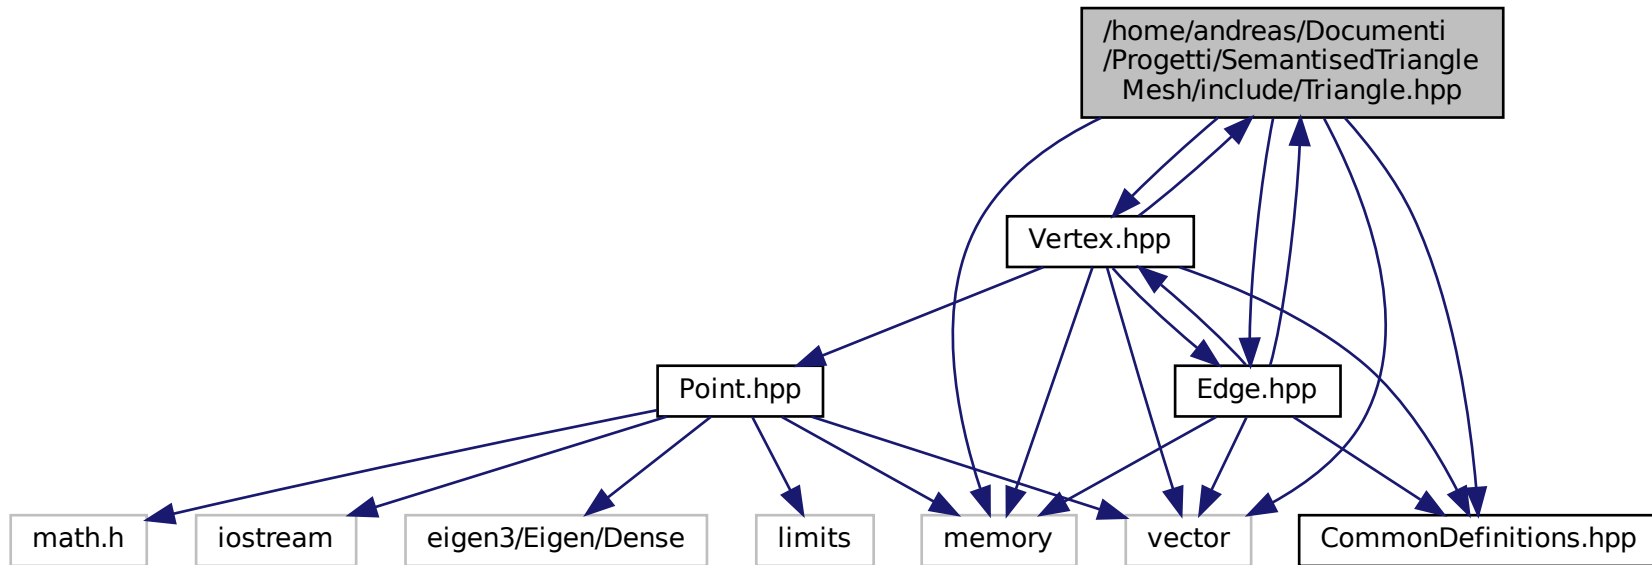 /home/andreas/Documenti
/Progetti/SemantisedTriangle
Mesh/include/Triangle.hpp
Vertex.hpp
Point.hpp
Edge.hpp
math.h
iostream
eigen3/Eigen/Dense
limits
memory
vector
CommonDefinitions.hpp